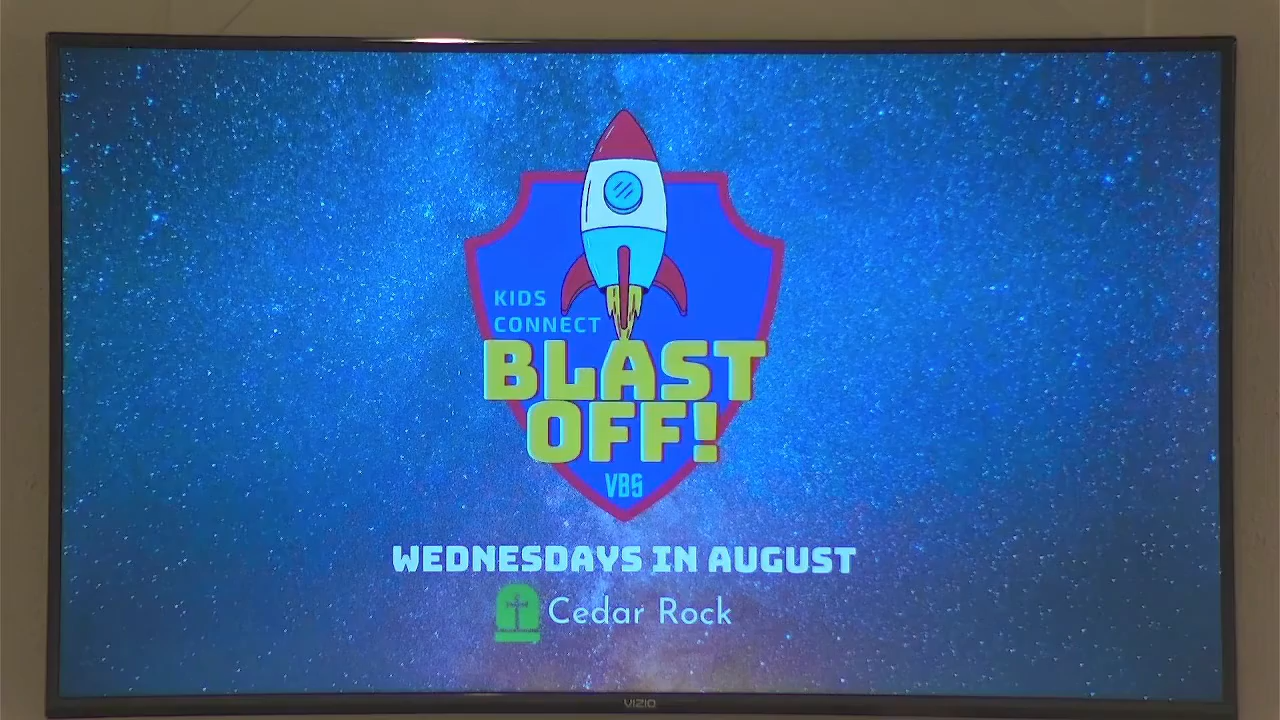 KIDS
CONNECT
BLAST
OFF!
VBS
WEDNESDAYS IN AUGUST
Cedar Rock
VIZIO